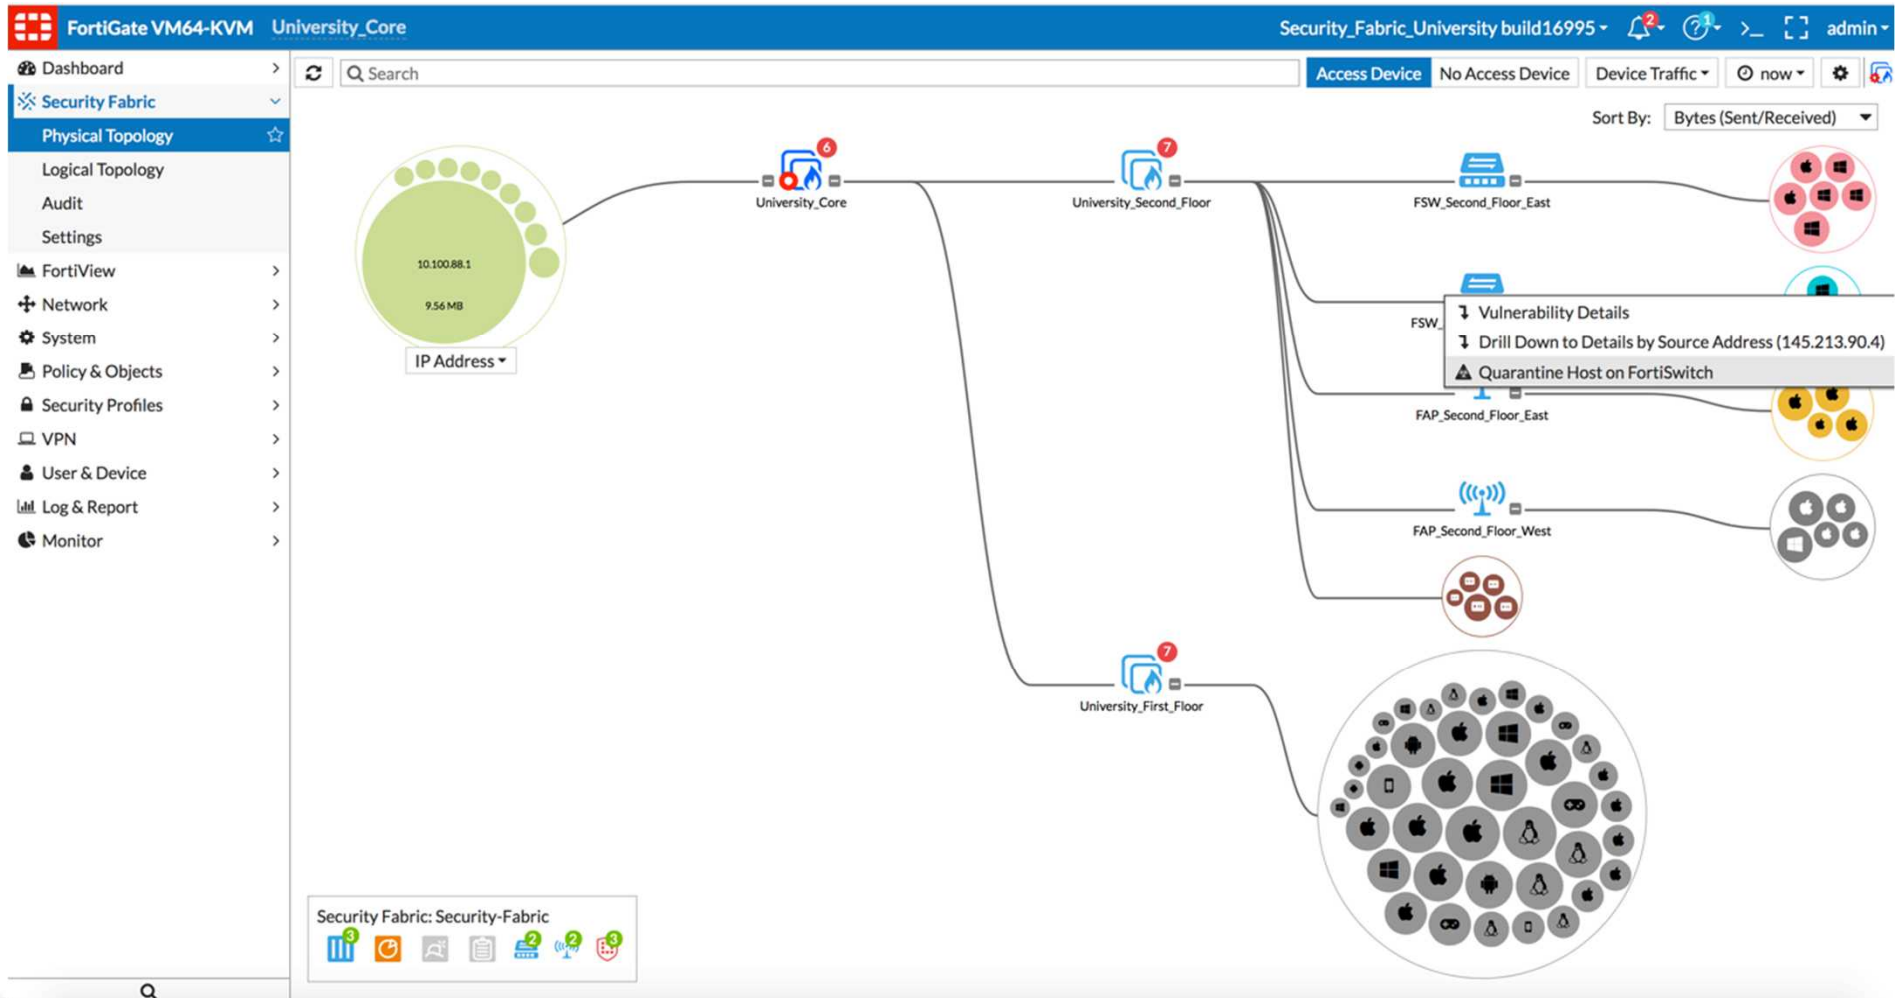 FortiGate VM64-KVM University_Core Security_Fabric_University build16995 2 ? 1 >_ admin
Dashboard
Security Fabric
Physical Topology
Logical Topology
Audit
Settings
FortiView
Network
System
Policy & Objects
Security Profiles
VPN
User & Device
Log & Report
Monitor
Search Access Device No Access Device Device Traffic now
Sort By: Bytes (Sent/Received)
10.100.88.1
9.56 MB
IP Address
6
University_Core
7
University_Second_Floor
FSW_Second_Floor_East
FSW_
Vulnerability Details
Drill Down to Details by Source Address (145.213.90.4)
Quarantine Host on FortiSwitch
FAP_Second_Floor_East
FAP_Second_Floor_West
7
University_First_Floor
Security Fabric: Security-Fabric
3 2 2 3